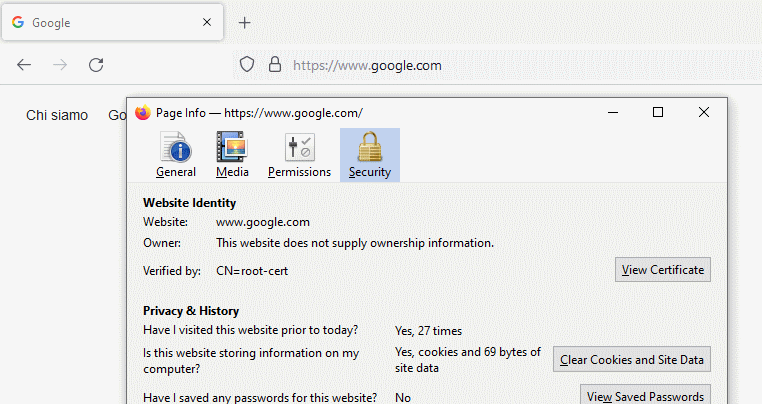 Google
https://www.google.com
Chi siamo Go
Page Info — https://www.google.com/
General Media Permissions Security
Website Identity
Website: www.google.com
Owner: This website does not supply ownership information.
Verified by: CN=root-cert View Certificate
Privacy & History
Have I visited this website prior to today? Yes, 27 times
Is this website storing information on my computer? Yes, cookies and 69 bytes of site data Clear Cookies and Site Data
Have I saved any passwords for this website? No View Saved Passwords